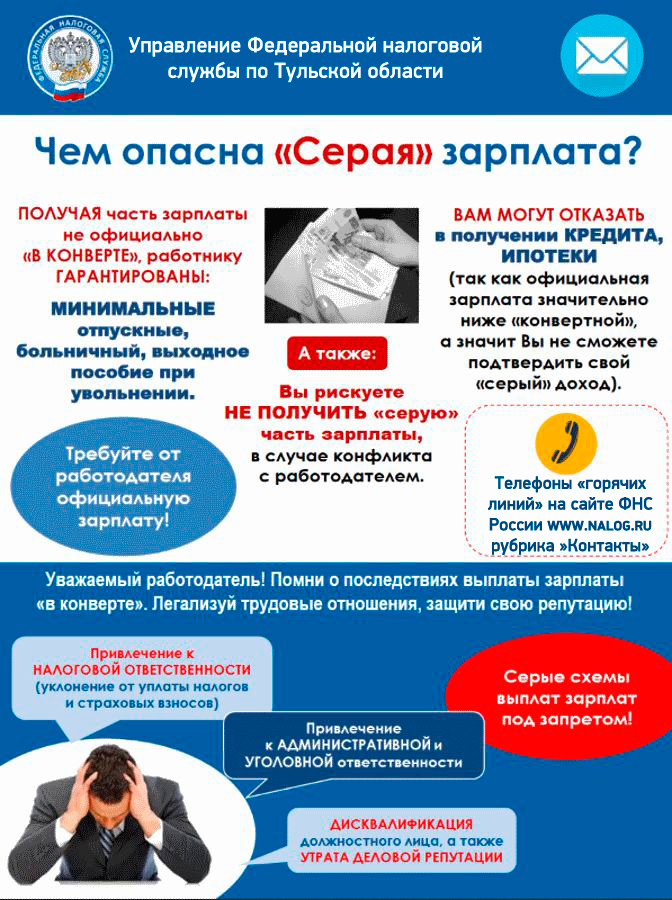 ФЕДЕРАЛЬНАЯ НАЛОГОВАЯ СЛУЖБА
Управление Федеральной налоговой
службы по Тульской области
Чем опасна «Серая» зарплата?
ПОЛУЧАЯ часть зарплаты
не официально
«В КОНВЕРТЕ», работнику
ГАРАНТИРОВАНЫ:
МИНИМАЛЬНЫЕ
отпускные,
больничный, выходное
пособие при
увольнении.
Требуйте от
работодателя
официальную
зарплату!
А также:
Вы рискуете
НЕ ПОЛУЧИТЬ «серую»
часть зарплаты,
в случае конфликта
с работодателем.
ВАМ МОГУТ ОТКАЗАТЬ
в получении КРЕДИТА,
ИПОТЕКИ
(так как официальная
зарплата значительно
ниже «конвертной»,
а значит Вы не сможете
подтвердить свой
«серый» доход).
Телефоны «горячих
линий» на сайте ФНС
России WWW.NALOG.RU
рубрика »Контакты»
Уважаемый работодатель! Помни о последствиях выплаты зарплаты
«в конверте». Легализуй трудовые отношения, защити свою репутацию!
Привлечение к
НАЛОГОВОЙ ОТВЕТСТВЕННОСТИ
(уклонение от уплаты налогов
и страховых взносов)
Серые схемы
выплат зарплат
под запретом!
Привлечение
к АДМИНИСТРАТИВНОЙ и
УГОЛОВНОЙ ответственности
ДИСКВАЛИФИКАЦИЯ
должностного лица, а также
УТРАТА ДЕЛОВОЙ РЕПУТАЦИИ